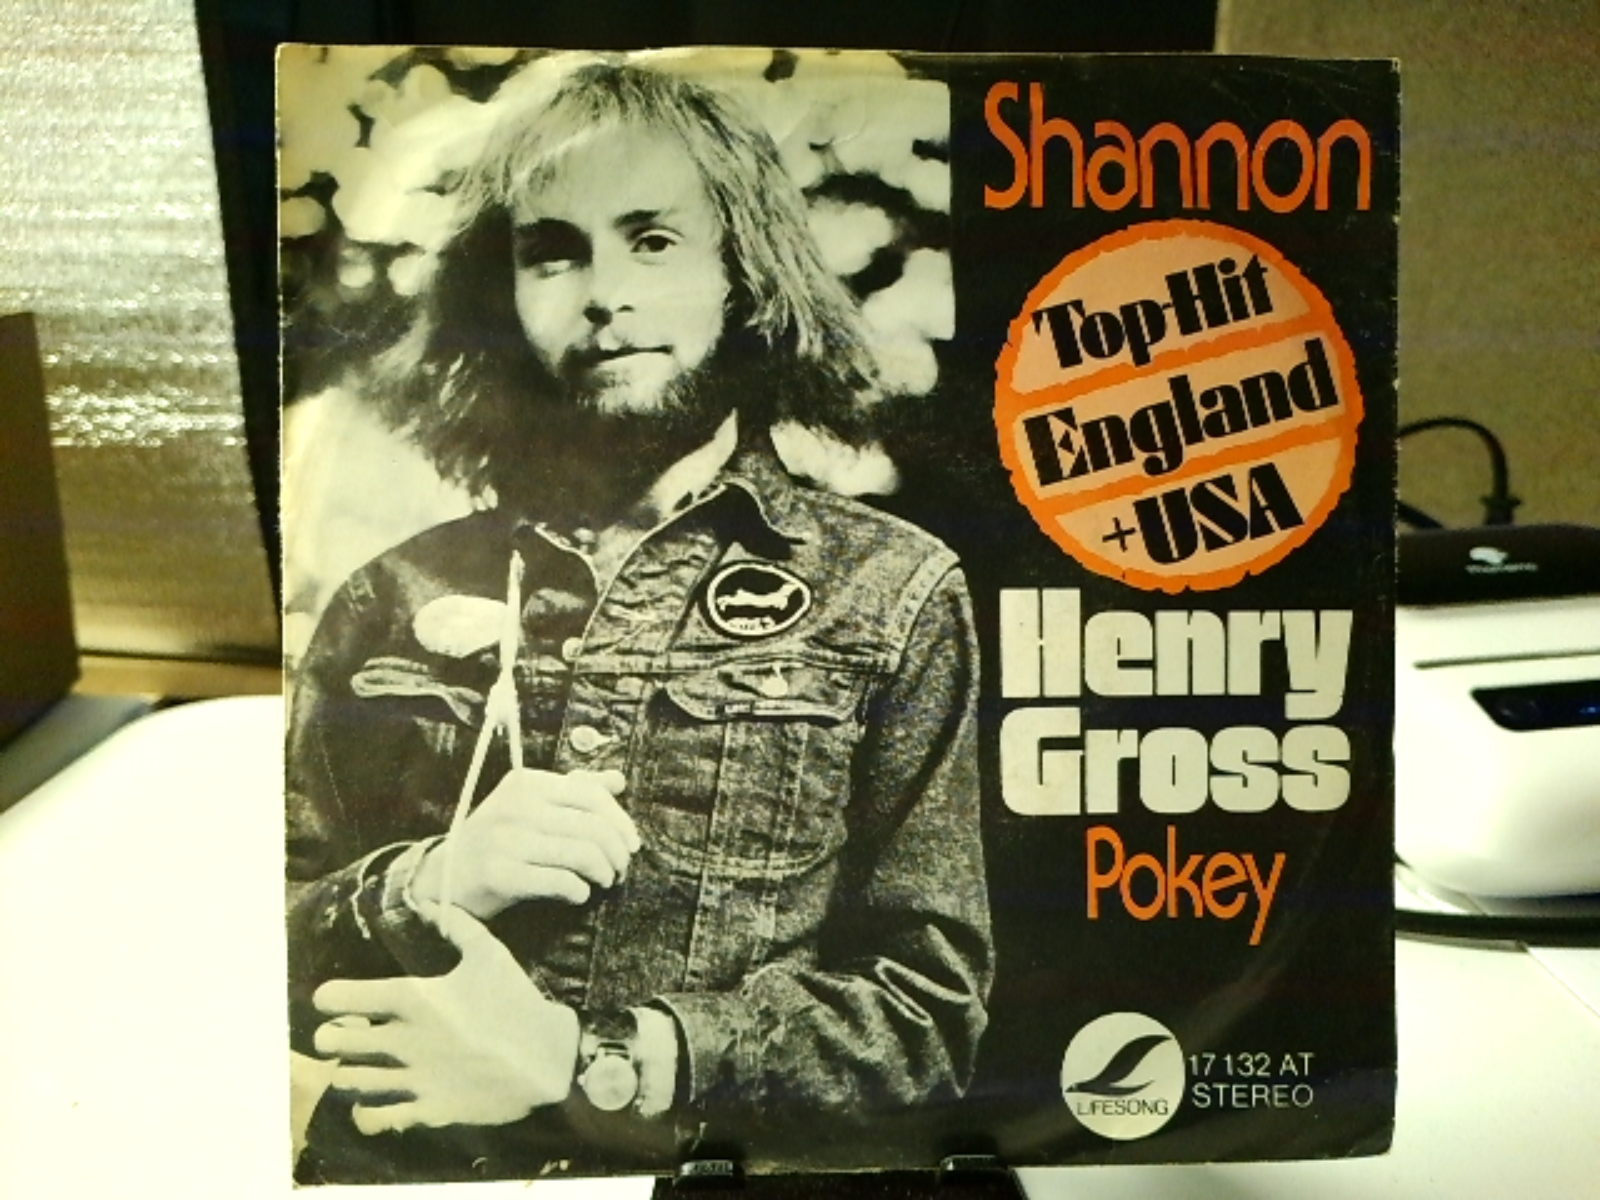 Shannon
Top-Hit
England
+USA
Henry
Gross
Pokey
LIFESONG
17 132 AT
STEREO